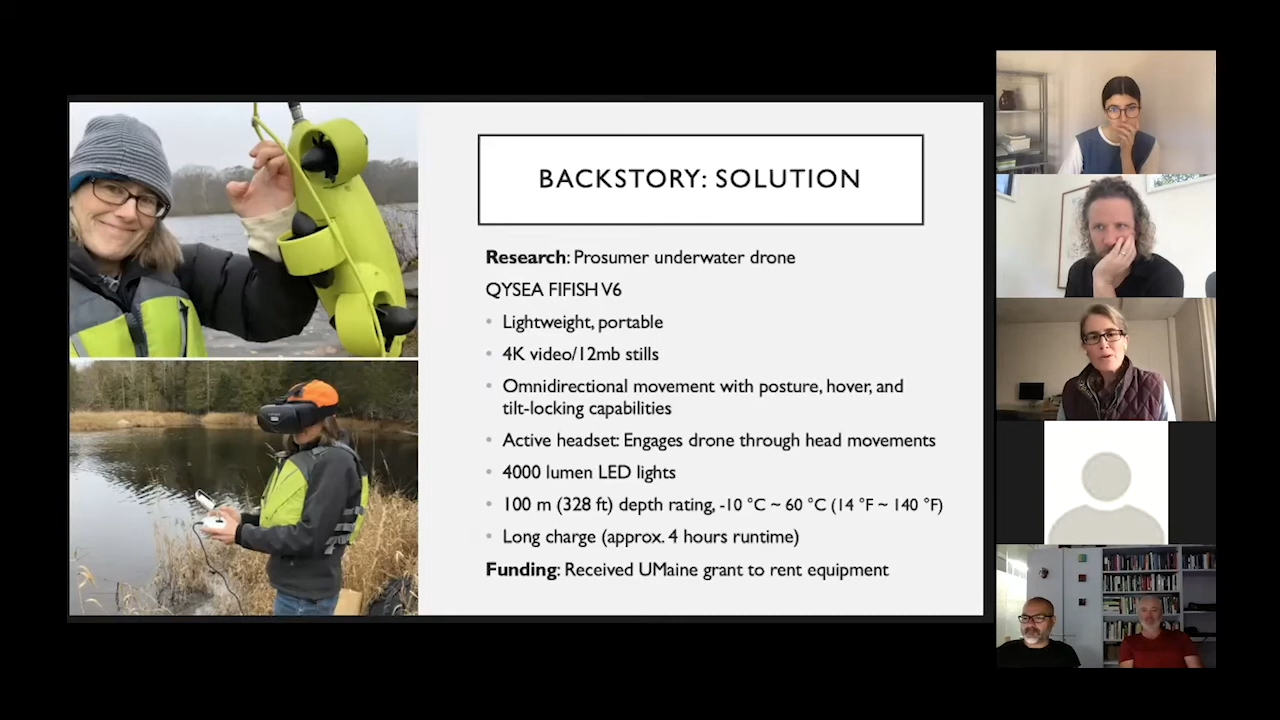 BACKSTORY: SOLUTION
Research: Prosumer underwater drone
QYSEA FIFISH V6
• Lightweight, portable
• 4K video/12mb stills
• Omnidirectional movement with posture, hover, and
tilt-locking capabilities
• Active headset: Engages drone through head movements
• 4000 lumen LED lights
• 100 m (328 ft) depth rating, -10 °C ~ 60 °C (14 °F ~ 140 °F)
• Long charge (approx. 4 hours runtime)
Funding: Received UMaine grant to rent equipment